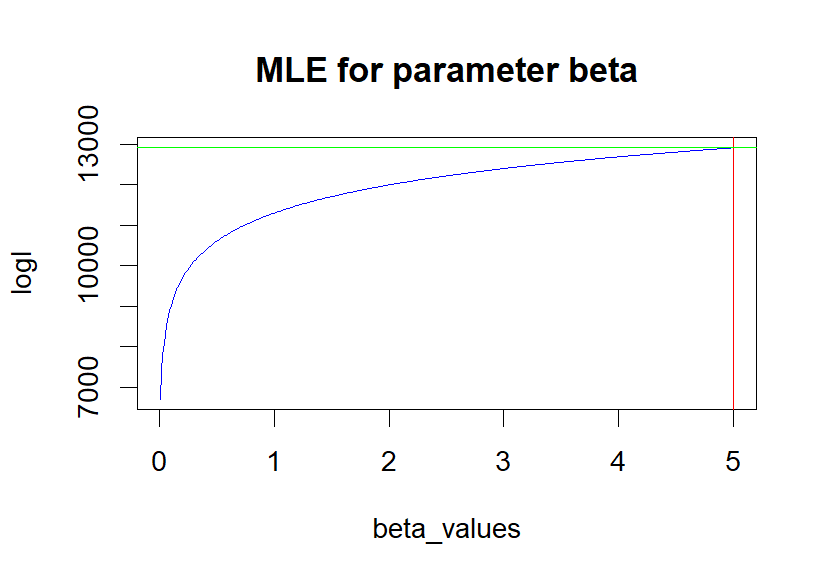 MLE for parameter beta
13000
10000
7000
logl
0 1 2 3 4 5
beta_values